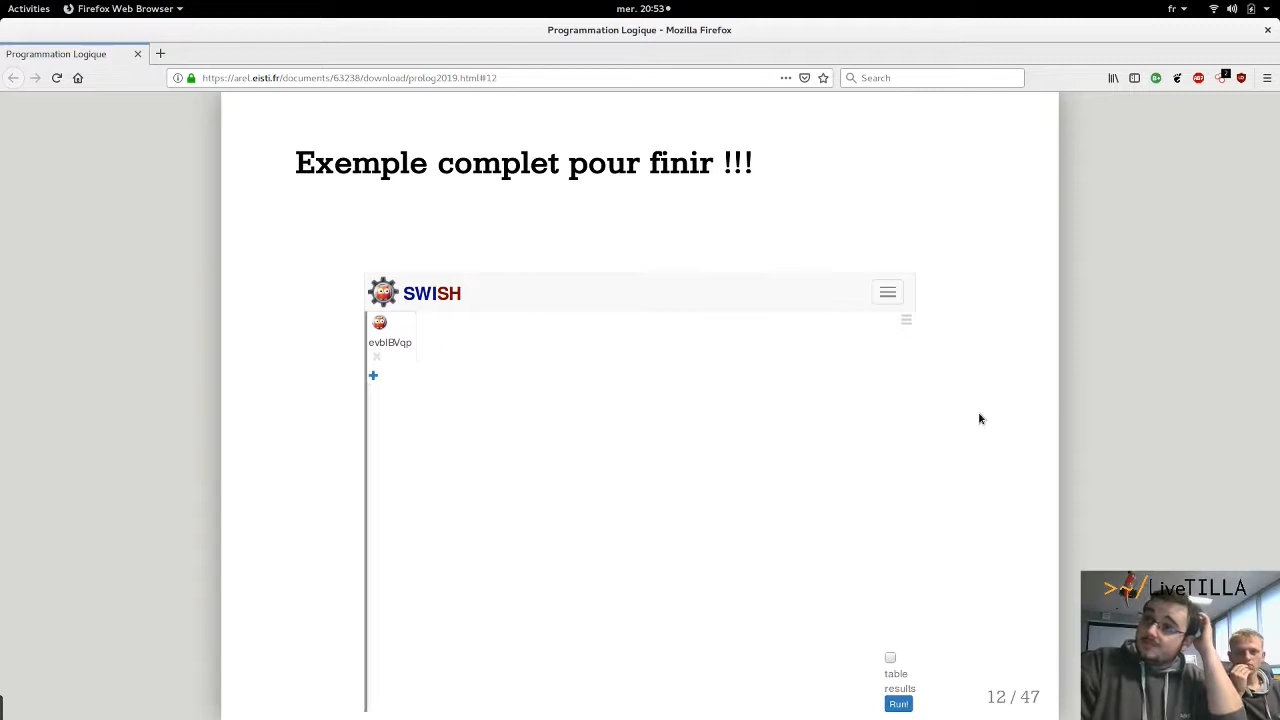 Activities Firefox Web Browser mer. 20:53 fr
Programmation Logique - Mozilla Firefox
Programmation Logique
https://arel.eisti.fr/documents/63238/download/prolog2019.html#12 Search 2
Exemple complet pour finir !!!
SWISH
evbIBVqp
table
results
Run!
12 / 47
>~/LiveTILLA